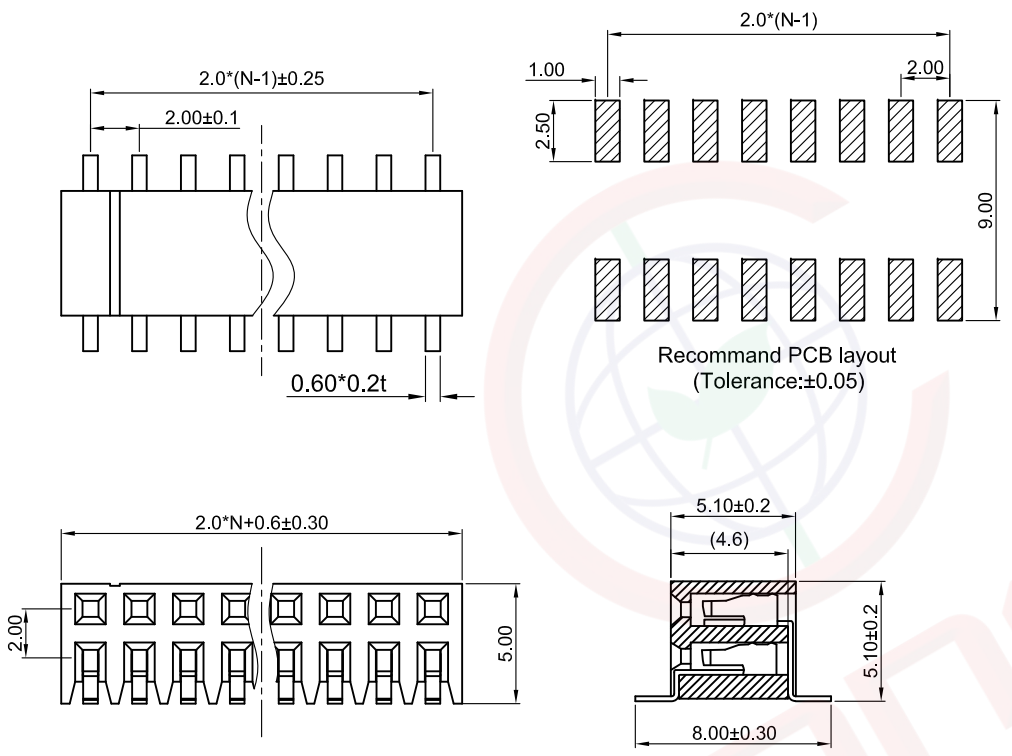 2.0*(N-1)±0.25
2.00±0.1
0.60*0.2t
2.0*(N-1)
1.00
2.00
2.50
9.00
Recommand PCB layout
(Tolerance:±0.05)
2.0*N+0.6±0.30
2.00
5.00
5.10±0.2
(4.6)
5.10±0.2
8.00±0.30